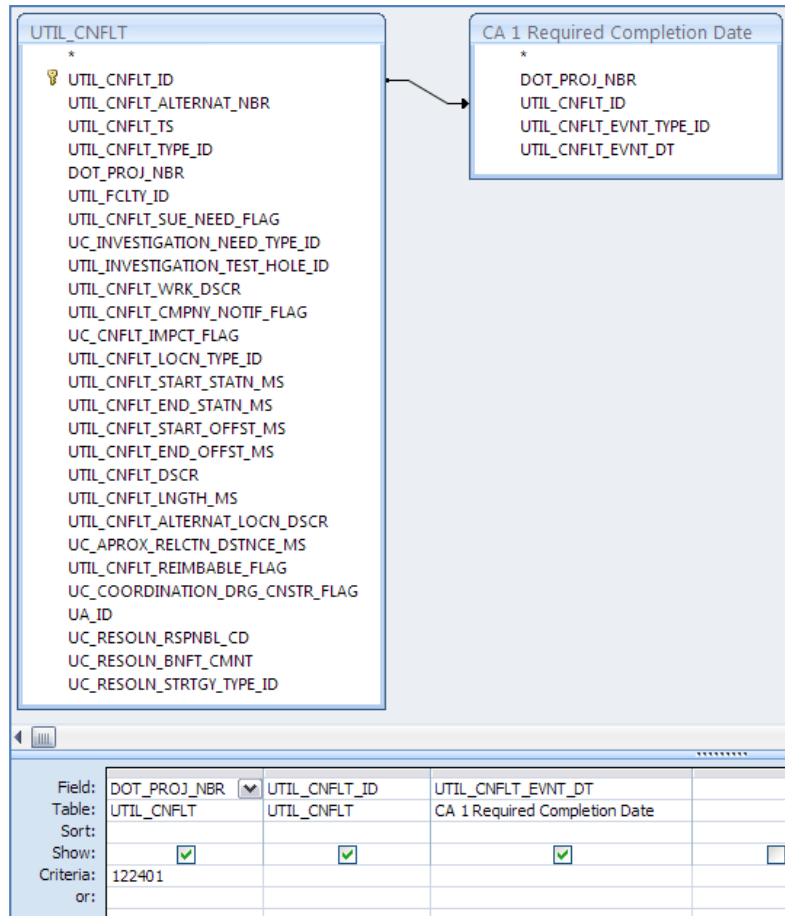 UTIL_CNFLT
*
UTIL_CNFLT_ID
UTIL_CNFLT_ALTERNAT_NBR
UTIL_CNFLT_TS
UTIL_CNFLT_TYPE_ID
DOT_PROJ_NBR
UTIL_FCLTY_ID
UTIL_CNFLT_SUE_NEED_FLAG
UC_INVESTIGATION_NEED_TYPE_ID
UTIL_INVESTIGATION_TEST_HOLE_ID
UTIL_CNFLT_WRK_DSCR
UTIL_CNFLT_CMPNY_NOTIF_FLAG
UC_CNFLT_IMPCT_FLAG
UTIL_CNFLT_LOCN_TYPE_ID
UTIL_CNFLT_START_STATN_MS
UTIL_CNFLT_END_STATN_MS
UTIL_CNFLT_START_OFFST_MS
UTIL_CNFLT_END_OFFST_MS
UTIL_CNFLT_DSCR
UTIL_CNFLT_LNGTH_MS
UTIL_CNFLT_ALTERNAT_LOCN_DSCR
UC_APROX_RELCTN_DSTNCE_MS
UTIL_CNFLT_REIMBABLE_FLAG
UC_COORDINATION_DRG_CNSTR_FLAG
UA_ID
UC_RESOLN_RSPNBL_CD
UC_RESOLN_BNFT_CMNT
UC_RESOLN_STRTGY_TYPE_ID
CA 1 Required Completion Date
*
DOT_PROJ_NBR
UTIL_CNFLT_ID
UTIL_CNFLT_EVNT_TYPE_ID
UTIL_CNFLT_EVNT_DT
Field: DOT_PROJ_NBR UTIL_CNFLT_ID UTIL_CNFLT_EVNT_DT
Table: UTIL_CNFLT UTIL_CNFLT CA 1 Required Completion Date
Sort:
Show:
Criteria: 122401
or: